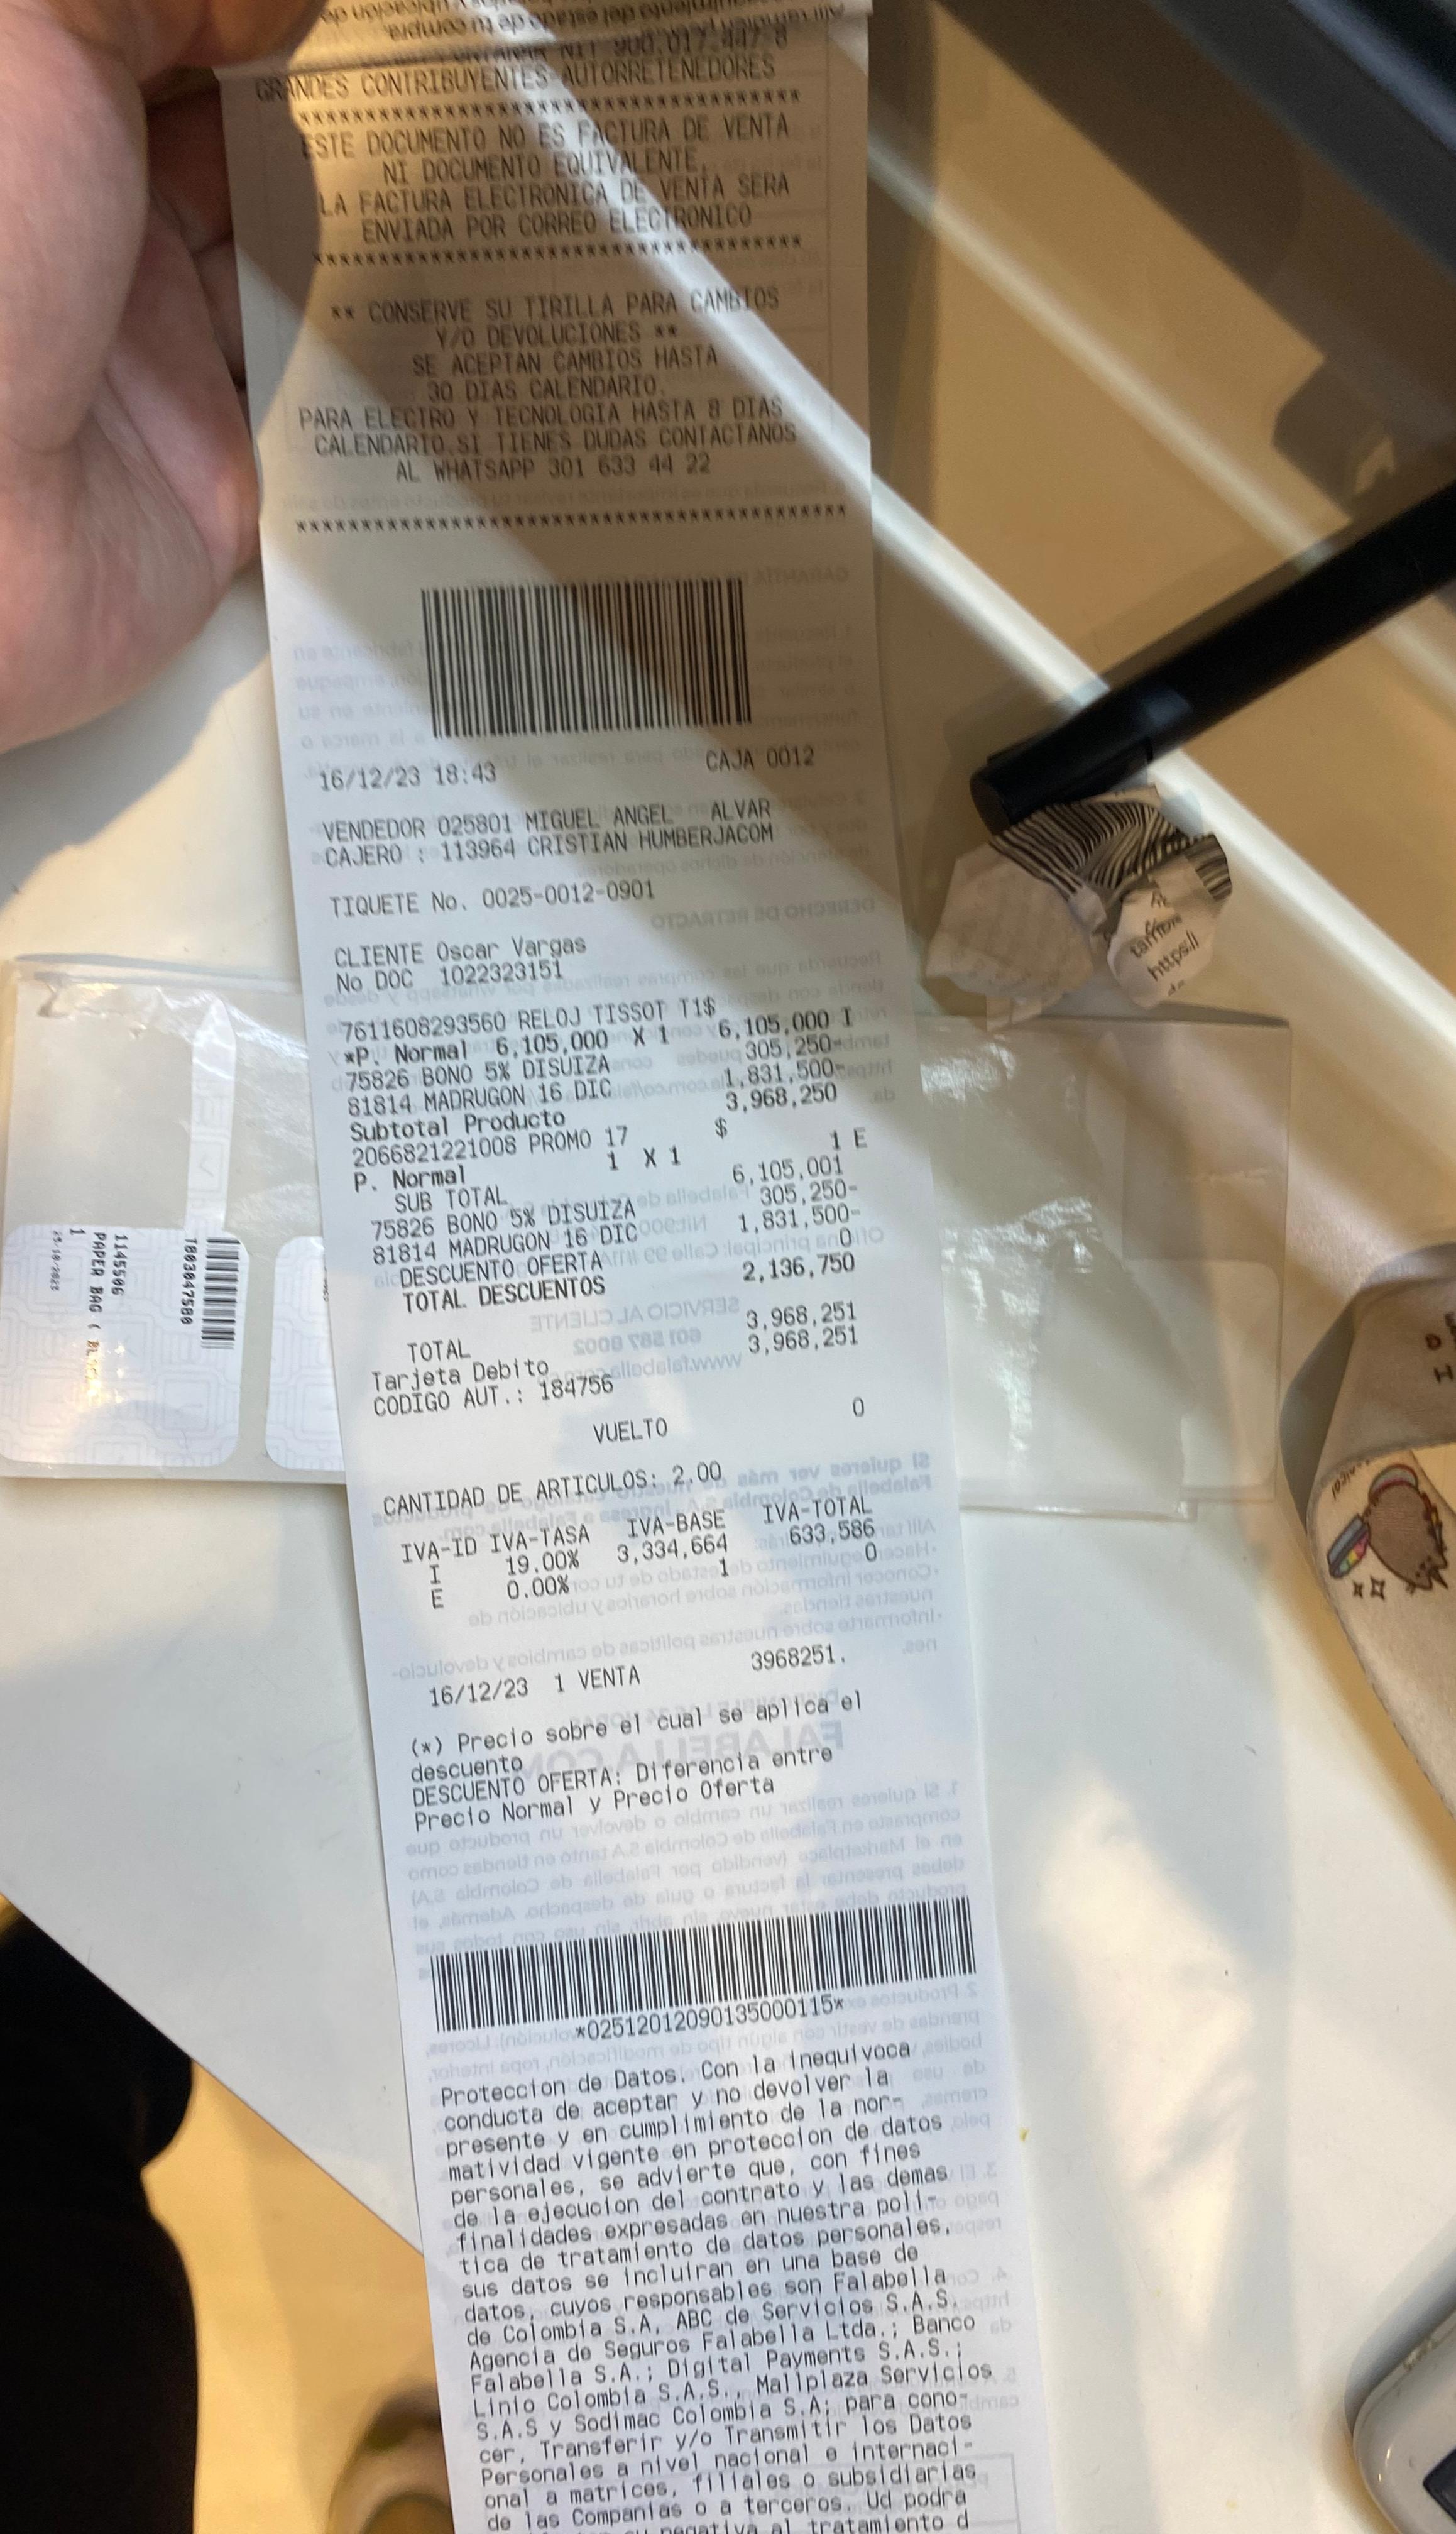 NIT 900.017.447-8
GRANDES CONTRIBUYENTES-AUTORRETENEDORES
****************************************
ESTE DOCUMENTO NO ES FACTURA DE VENTA
NI DOCUMENTO EQUIVALENTE,
LA FACTURA ELECTRONICA DE VENTA SERA
ENVIADA POR CORREO ELECTRONICO
****************************************
** CONSERVE SU TIRILLA PARA CAMBIOS
Y/O DEVOLUCIONES **
SE ACEPTAN CAMBIOS HASTA
30 DIAS CALENDARIO.
PARA ELECTRO Y TECNOLOGIA HASTA 8 DIAS
CALENDARIO.SI TIENES DUDAS CONTACTANOS
AL WHATSAPP 301 633 44 22
****************************************
16/12/23 18:43 CAJA 0012
VENDEDOR 025801 MIGUEL ANGEL ALVAR
CAJERO : 113964 CRISTIAN HUMBERJACOM
TIQUETE No. 0025-0012-0901
CLIENTE Oscar Vargas
No DOC 1022323151
7611608293560 RELOJ TISSOT T1$
*P. Normal 6,105,000 X 1 6,105,000 I
75826 BONO 5% DISUIZA 305,250-
81814 MADRUGON 16 DIC 1,831,500-
Subtotal Producto 3,968,250
2066821221008 PROMO 17 $
P. Normal 1 X 1 1 E
SUB TOTAL 6,105,001
75826 BONO 5% DISUIZA 305,250-
81814 MADRUGON 16 DIC 1,831,500-
DESCUENTO OFERTA 0
TOTAL DESCUENTOS 2,136,750
TOTAL 3,968,251
Tarjeta Debito 3,968,251
CODIGO AUT.: 184756
VUELTO 0
CANTIDAD DE ARTICULOS: 2.00
IVA-ID IVA-TASA IVA-BASE IVA-TOTAL
I 19.00% 3,334,664 633,586
E 0.00% 1 0
16/12/23 1 VENTA 3968251.
(*) Precio sobre el cual se aplica el
descuento
DESCUENTO OFERTA: Diferencia entre
Precio Normal y Precio Oferta
*02512012090135000115*
Proteccion de Datos. Con la inequivoca
conducta de aceptar y no devolver la
presente y en cumplimiento de la nor-
matividad vigente en proteccion de datos
personales, se advierte que, con fines
de la ejecucion del contrato y las demas
finalidades expresadas en nuestra poli-
tica de tratamiento de datos personales,
sus datos se incluiran en una base de
datos, cuyos responsables son Falabella
de Colombia S.A, ABC de Servicios S.A.S.
Agencia de Seguros Falabella Ltda.; Banco
Falabella S.A.; Digital Payments S.A.S.;
Linio Colombia S.A.S., Mallplaza Servicios
S.A.S y Sodimac Colombia S.A; para cono-
cer, Transferir y/o Transmitir los Datos
Personales a nivel nacional e internaci-
onal a matrices, filiales o subsidiarias
de las Companias o a terceros. Ud podra
negativa al tratamiento d
T803047580
1145506
PAPER BAG (
1
https://